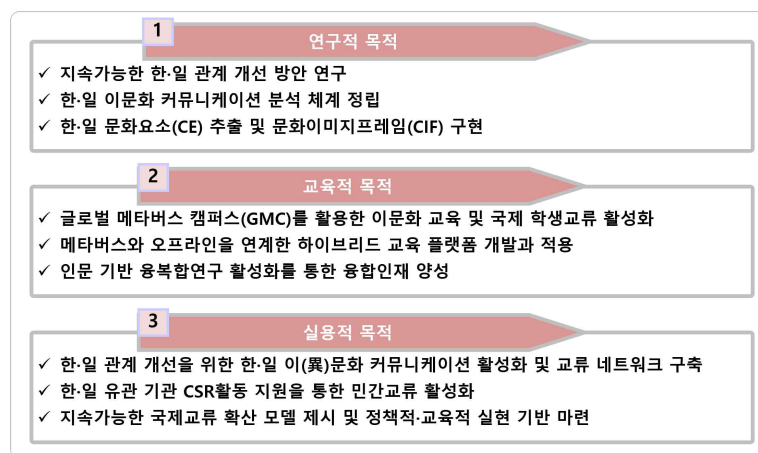 1
연구적 목적
✓ 지속가능한 한·일 관계 개선 방안 연구
✓ 한·일 이문화 커뮤니케이션 분석 체계 정립
✓ 한·일 문화요소(CE) 추출 및 문화이미지프레임(CIF) 구현
2
교육적 목적
✓ 글로벌 메타버스 캠퍼스(GMC)를 활용한 이문화 교육 및 국제 학생교류 활성화
✓ 메타버스와 오프라인을 연계한 하이브리드 교육 플랫폼 개발과 적용
✓ 인문 기반 융복합연구 활성화를 통한 융합인재 양성
3
실용적 목적
✓ 한·일 관계 개선을 위한 한·일 이(異)문화 커뮤니케이션 활성화 및 교류 네트워크 구축
✓ 한·일 유관 기관 CSR활동 지원을 통한 민간교류 활성화
✓ 지속가능한 국제교류 확산 모델 제시 및 정책적·교육적 실현 기반 마련